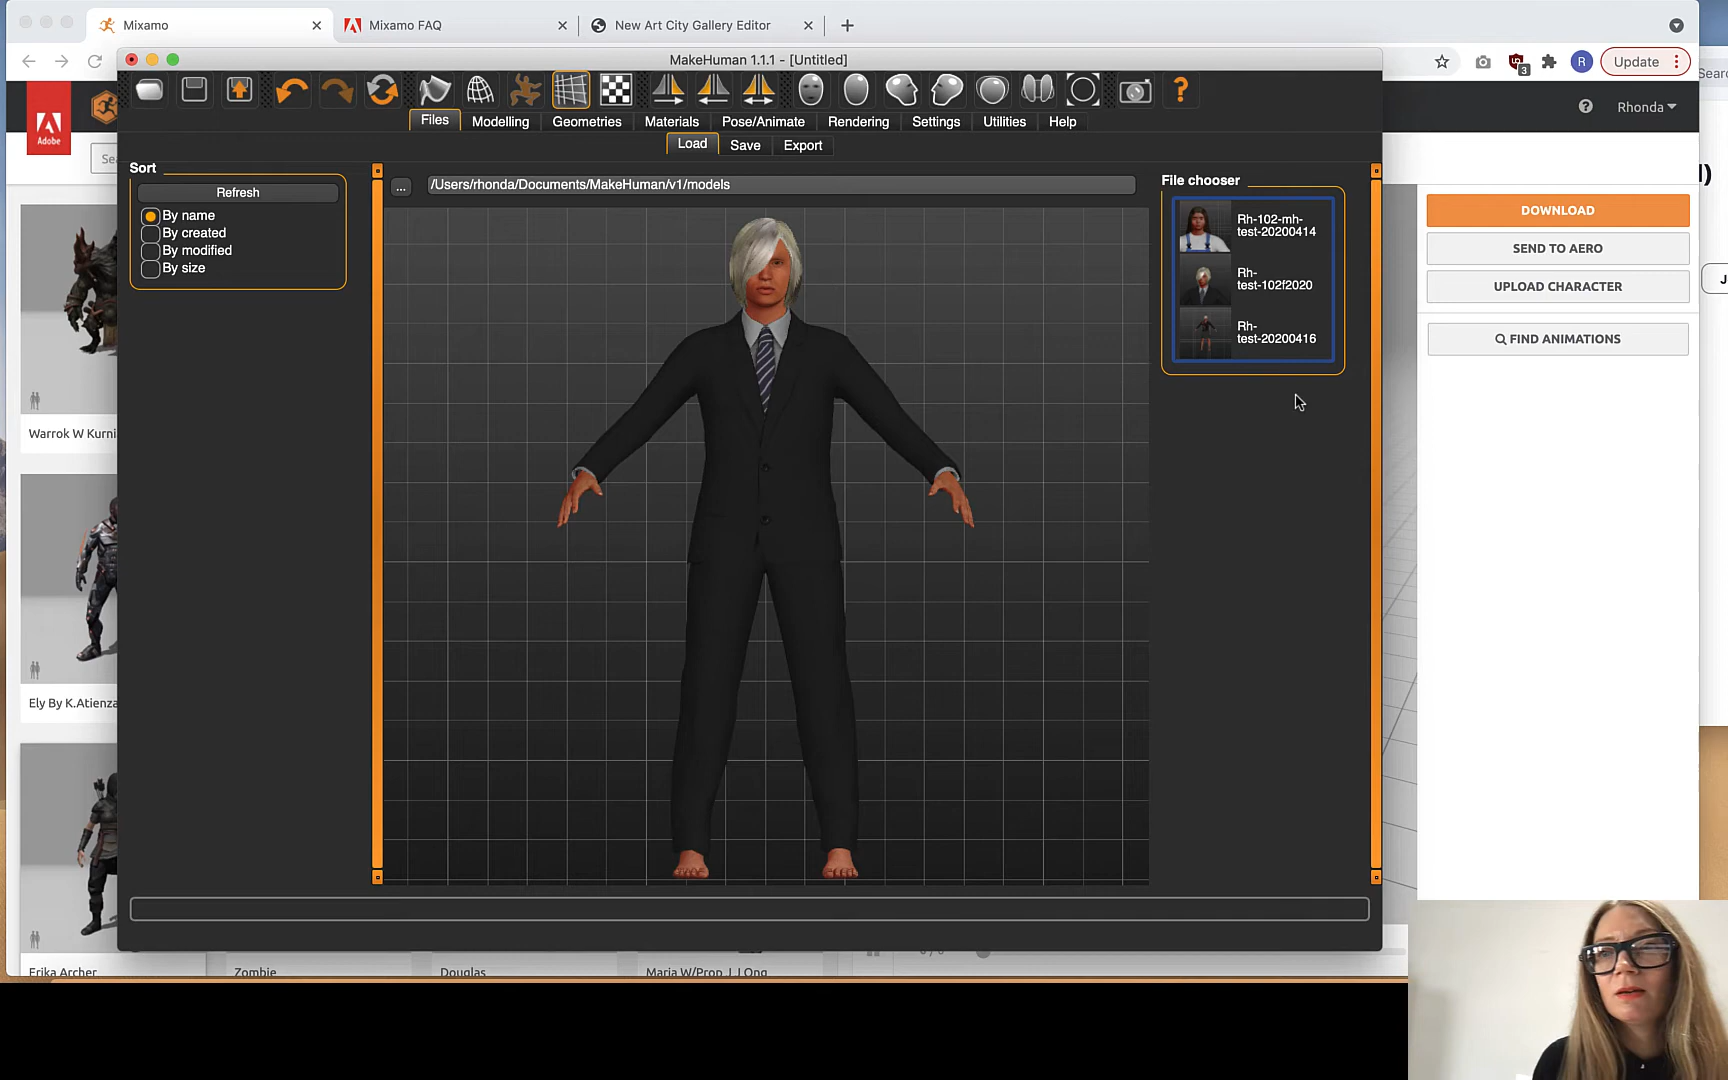 Mixamo
Mixamo FAQ
New Art City Gallery Editor
MakeHuman 1.1.1 - [Untitled]
3
R
Update
Adobe
Rhonda
Files
Modelling
Geometries
Materials
Pose/Animate
Rendering
Settings
Utilities
Help
Load
Save
Export
Sort
Refresh
By name
By created
By modified
By size
...
/Users/rhonda/Documents/MakeHuman/v1/models
File chooser
Rh-102-mh-
test-20200414
Rh-
test-102f2020
Rh-
test-20200416
DOWNLOAD
SEND TO AERO
UPLOAD CHARACTER
FIND ANIMATIONS
Warrok W Kurni
Ely By K.Atienza
Erika Archer
Zombie
Douglas
Maria W/Prop J J Ong